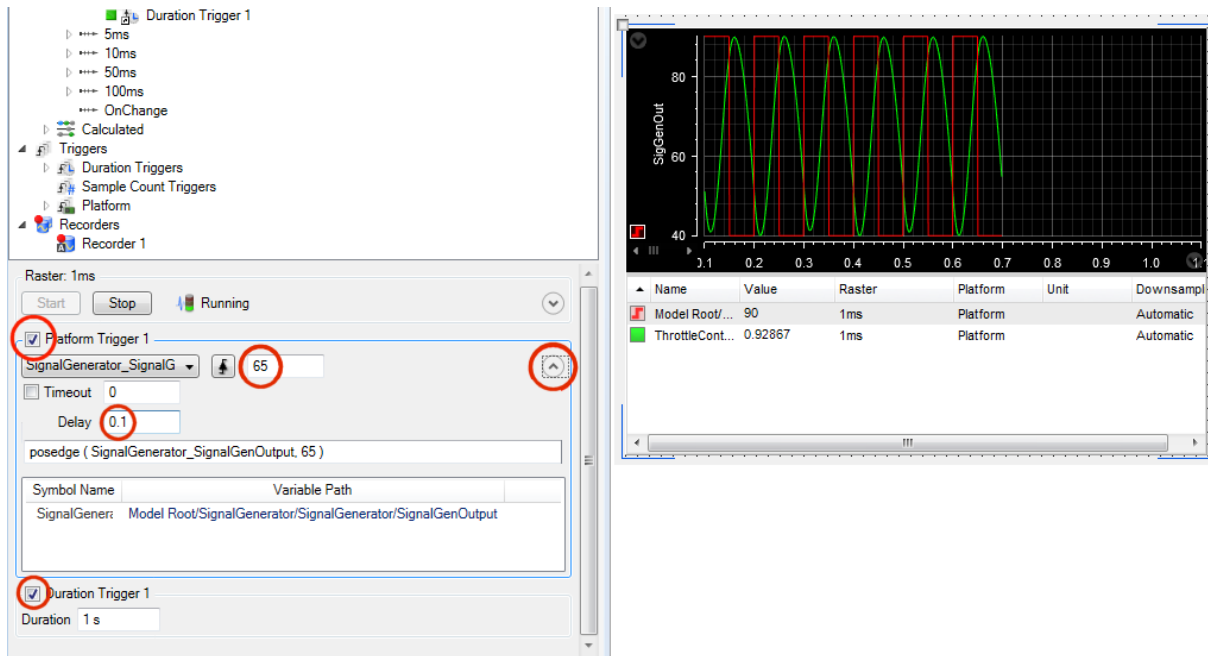 Duration Trigger 1
5ms
10ms
50ms
100ms
OnChange
Calculated
Triggers
Duration Triggers
Sample Count Triggers
Platform
Recorders
Recorder 1
Raster: 1ms
Start Stop Running
Platform Trigger 1
SignalGenerator_SignalG 65
Timeout 0
Delay 0.1
posedge ( SignalGenerator_SignalGenOutput, 65 )
Symbol Name Variable Path
SignalGenera Model Root/SignalGenerator/SignalGenerator/SignalGenOutput
Duration Trigger 1
Duration 1 s
SigGenOut
80
60
40
0.2 0.3 0.4 0.5 0.6 0.7 0.8 0.9 1.0
Name Value Raster Platform Unit Downsampl
Model Root/... 90 1ms Platform Automatic
ThrottleCont... 0.92867 1ms Platform Automatic